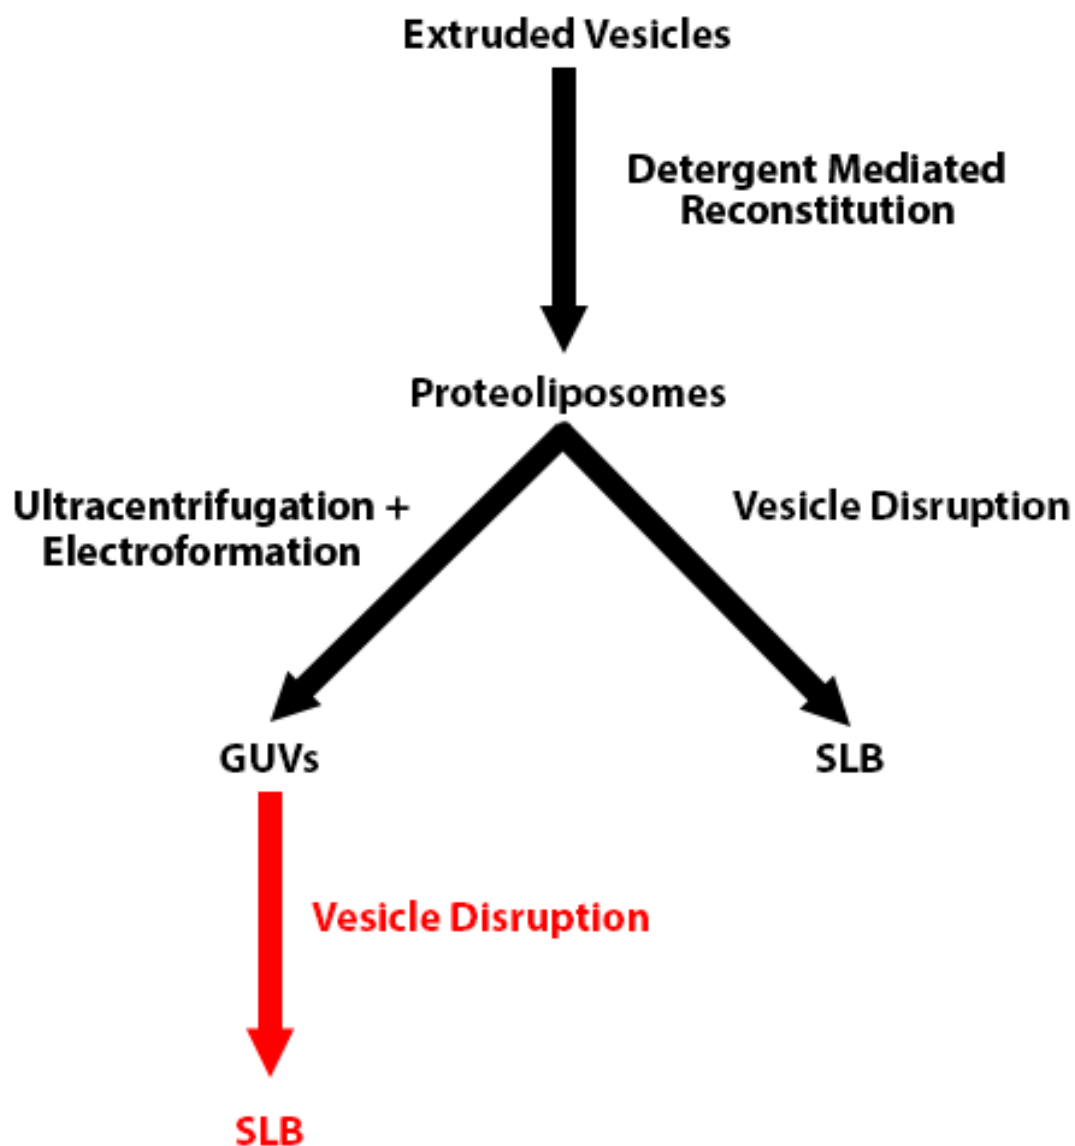 Extruded Vesicles
Detergent Mediated
Reconstitution
Proteoliposomes
Ultracentrifugation +
Electroformation
Vesicle Disruption
GUVs
SLB
Vesicle Disruption
SLB